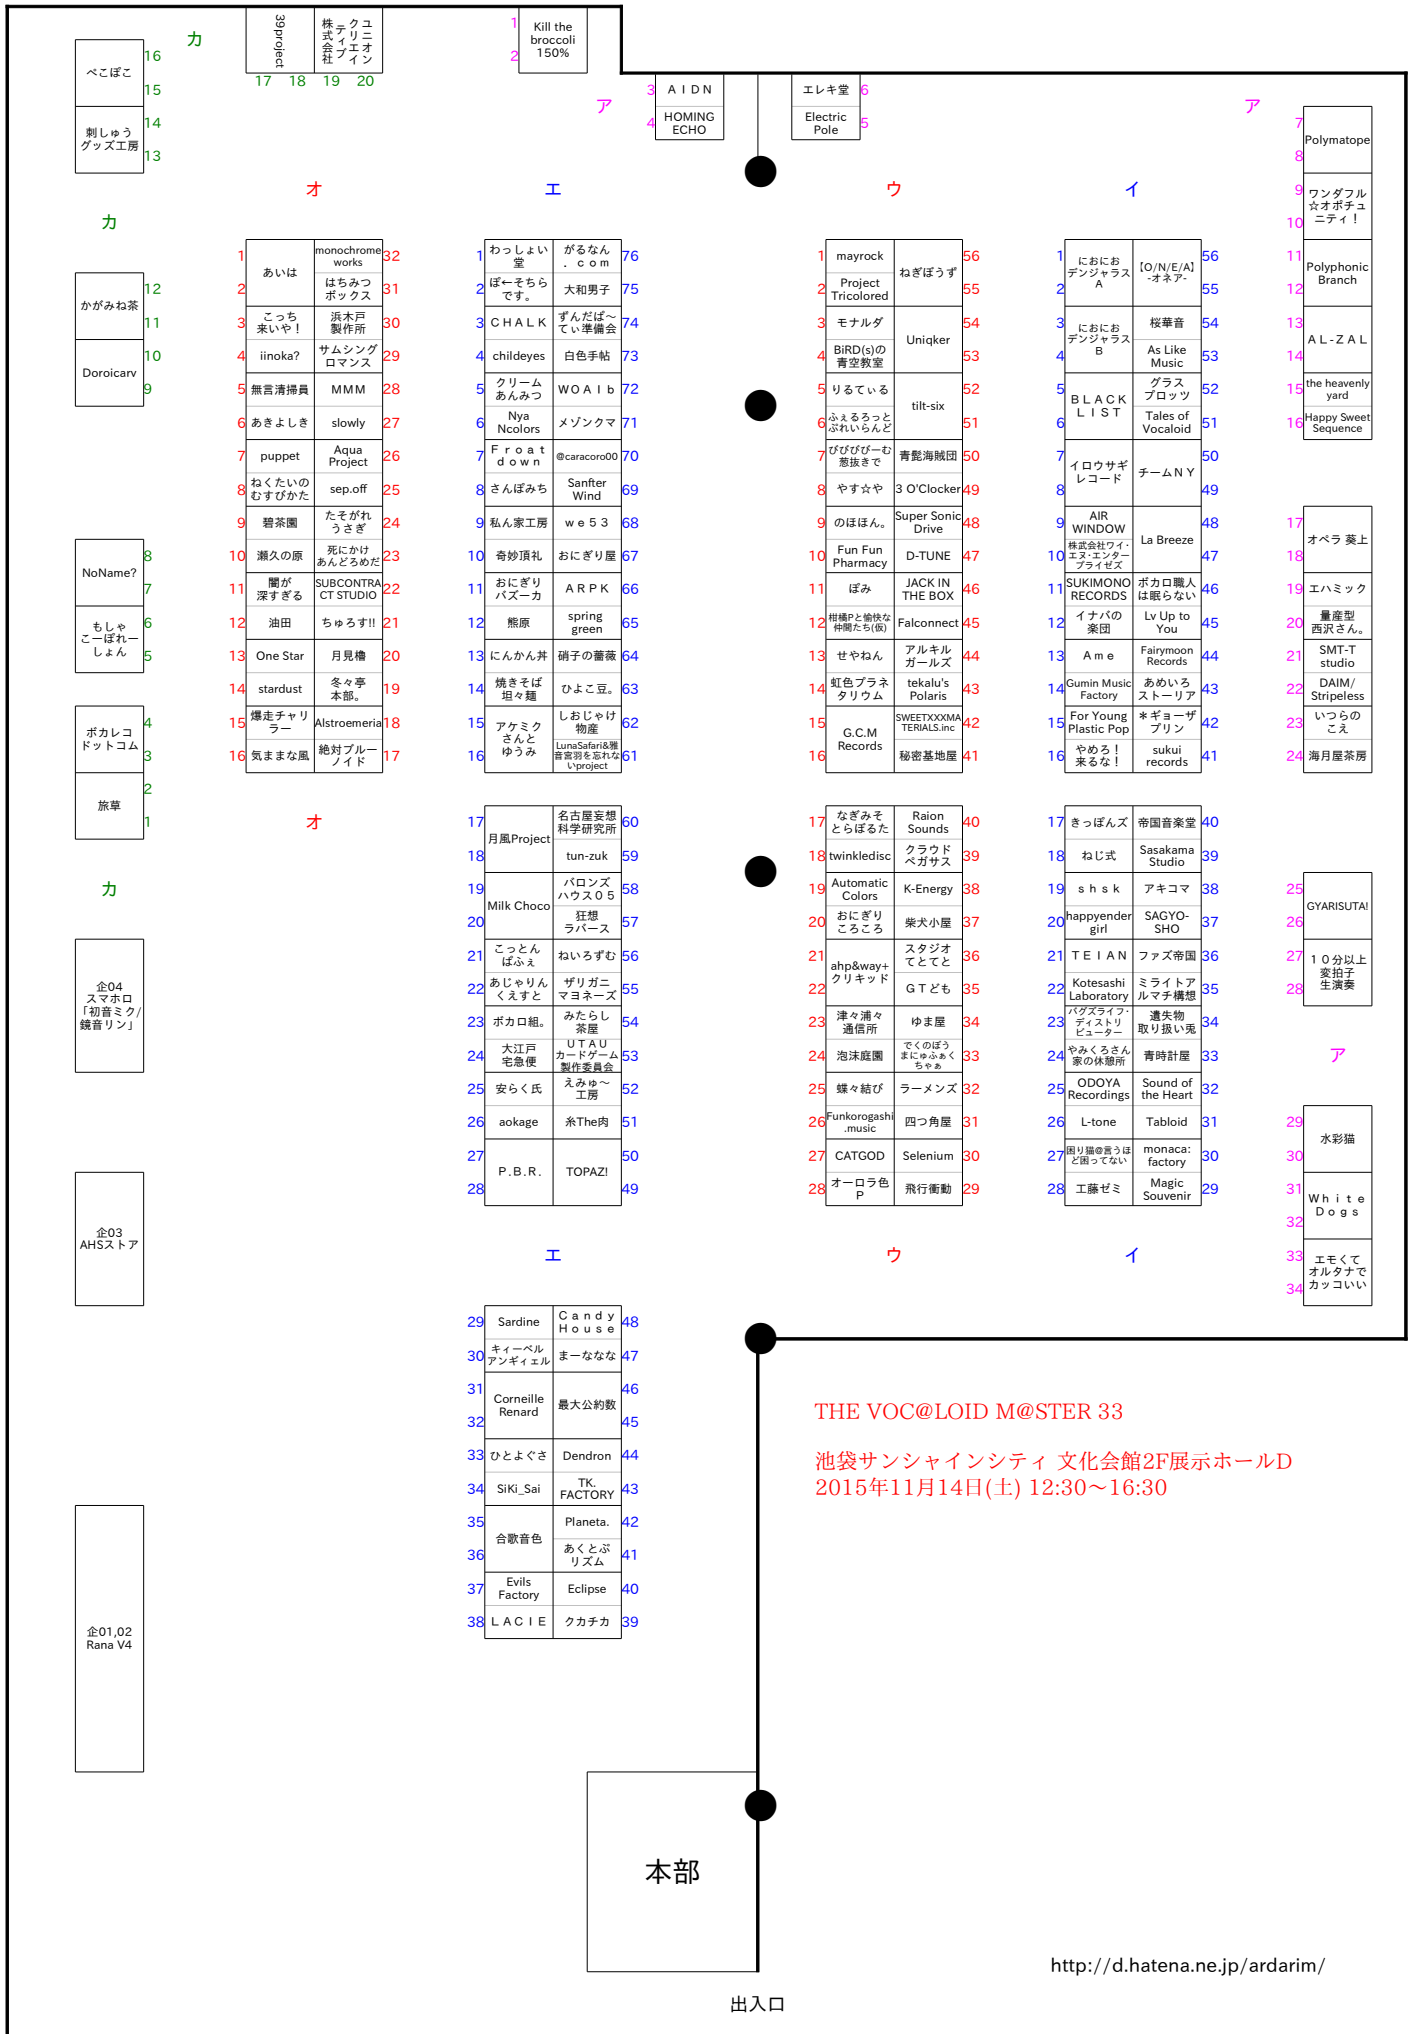 39project
株式会社
クリエイティブ
ユニオン
17 18 19 20
カ
16
ぺこぽこ
15
14
刺しゅう
グッズ工房
13
カ
12
かがみね茶
11
10
Doroicarv
9
8
NoName?
7
6
もしゃ
こーぽれー
しょん
5
4
ボカレコ
ドットコム
3
2
旅草
1
カ
企04
スマホロ
「初音ミク/
鏡音リン」
企03
AHSストア
企01,02
Rana V4
1
2
Kill the
broccoli
150%
ア
3 ＡＩＤＮ
4 HOMING
ECHO
エレキ堂 6
Electric
Pole 5
ア
7
Polymatope
8
9
ワンダフル
☆オポチュ
ニティ！
10
11
Polyphonic
Branch
12
13
ＡＬ-ＺＡＬ
14
15 the heavenly
yard
16 Happy Sweet
Sequence
17
オペラ 葵上
18
19 エハミック
20 量産型
西沢さん。
21 SMT-T
studio
22 DAIM/
Stripeless
23 いつらの
こえ
24 海月屋茶房
25
GYARISUTA!
26
27
１０分以上
変拍子
生演奏
28
ア
29
水彩猫
30
31
Ｗｈｉｔｅ
Ｄｏｇｓ
32
33
エモくて
オルタナで
カッコいい
34
オ
1
あいは
2
monochrome
works 32
はちみつ
ボックス 31
3 こっち
来いや！
浜木戸
製作所 30
4 iinoka?
サムシング
ロマンス 29
5 無言清掃員
ＭＭＭ 28
6 あきよしき
slowly 27
7 puppet
Aqua
Project 26
8 ねくたいの
むすびかた
sep.off 25
9 碧茶園
たそがれ
うさぎ 24
10 瀬久の原
死にかけ
あんどろめだ 23
11 闇が
深すぎる
SUBCONTRA
CT STUDIO 22
12 油田
ちゅろす!! 21
13 One Star
月見櫓 20
14 stardust
冬々亭
本部。 19
15 爆走チャリ
ラー
Alstroemeria 18
16 気ままな風
絶対ブルー
ノイド 17
オ
エ
1 わっしょい
堂
がるなん
．ｃｏｍ 76
2 ぽ←そちら
です。
大和男子 75
3 ＣＨＡＬＫ
ずんだば～
てぃ準備会 74
4 childeyes
白色手帖 73
5 クリーム
あんみつ
ＷＯＡＩｂ 72
6 Nya
Ncolors
メゾンクマ 71
7 Ｆｒｏａｔ
ｄｏｗｎ
@caracoro00 70
8 さんぽみち
Sanfter
Wind 69
9 私ん家工房
ｗｅ５３ 68
10 奇妙頂礼
おにぎり屋 67
11 おにぎり
バズーカ
ＡＲＰＫ 66
12 熊原
spring
green 65
13 にんかん丼
硝子の薔薇 64
14 焼きそば
坦々麺
ひよこ豆。 63
15
アケミク
さんと
ゆうみ
16
しおじゃけ
物産 62
LunaSafari&雅
音宮羽を忘れな
いproject 61
17
月風Project
18
名古屋妄想
科学研究所 60
tun-zuk 59
19
Milk Choco
20
バロンズ
ハウス０５ 58
狂想
ラバース 57
21 こっとん
ぱふぇ
ねいろずむ 56
22 あじゃりん
くえすと
ザリガニ
マヨネーズ 55
23 ボカロ組。
みたらし
茶屋 54
24 大江戸
宅急便
ＵＴＡＵ
カードゲーム
製作委員会 53
25 安らく氏
えみゅ～
工房 52
26 aokage
糸The肉 51
27
Ｐ.Ｂ.Ｒ.
28
50
TOPAZ!
49
エ
29 Sardine
Ｃａｎｄｙ
Ｈｏｕｓｅ 48
30 キィーベル
アンギィェル
まーななな 47
31
Corneille
Renard
32
46
最大公約数
45
33 ひとよぐさ
Dendron 44
34 SiKi_Sai
TK.
FACTORY 43
35
合歌音色
36
Planeta. 42
あくとぷ
リズム 41
37 Evils
Factory
Eclipse 40
38 ＬＡＣＩＥ
クカチカ 39
ウ
1 mayrock
2 Project
Tricolored
56
ねぎぼうず
55
3 モナルダ
4 BiRD(s)の
青空教室
54
Uniqker
53
5 りるてぃる
6 ふぇるろっと
ぷれいらんど
52
tilt-six
51
7 びびびびーむ
葱抜きで
青髭海賊団 50
8 やす☆や
3 O'Clocker 49
9 のほほん。
Super Sonic
Drive 48
10 Fun Fun
Pharmacy
D-TUNE 47
11 ぽみ
JACK IN
THE BOX 46
12 柑橘Pと愉快な
仲間たち(仮)
Falconnect 45
13 せやねん
アルキル
ガールズ 44
14 虹色プラネ
タリウム
tekalu's
Polaris 43
15
G.C.M
Records
16
SWEETXXXMA
TERIALS.inc 42
秘密基地屋 41
17 なぎみそ
とらぼるた
Raion
Sounds 40
18 twinkledisc
クラウド
ペガサス 39
19 Automatic
Colors
K-Energy 38
20 おにぎり
ころころ
柴犬小屋 37
21
ahp&way+
クリキッド
22
スタジオ
てとてと 36
ＧＴども 35
23 津々浦々
通信所
ゆま屋 34
24 泡沫庭園
でくのぼう
まにゅふぁく
ちゃぁ 33
25 蝶々結び
ラーメンズ 32
26 Funkorogashi
.music
四つ角屋 31
27 CATGOD
Selenium 30
28 オーロラ色
P
飛行衝動 29
ウ
イ
1
におにお
デンジャラス
A
2
56
【O/N/E/A】
-オネア-
55
3
におにお
デンジャラス
B
4
桜華音 54
As Like
Music 53
5
ＢＬＡＣＫ
ＬＩＳＴ
6
グラス
ブロッツ 52
Tales of
Vocaloid 51
7
イロウサギ
レコード
8
50
チームＮＹ
49
9 AIR
WINDOW
10 株式会社ワイ・
エヌ・エンター
プライゼズ
48
La Breeze
47
11 SUKIMONO
RECORDS
ボカロ職人
は眠らない 46
12 イナバの
楽団
Lv Up to
You 45
13 Ａｍｅ
Fairymoon
Records 44
14 Gumin Music
Factory
あめいろ
ストーリア 43
15 For Young
Plastic Pop
＊ギョーザ
プリン 42
16 やめろ！
来るな！
sukui
records 41
17 きっぽんズ
帝国音楽堂 40
18 ねじ式
Sasakama
Studio 39
19 ｓｈｓｋ
アキコマ 38
20 happyender
girl
SAGYO-
SHO 37
21 ＴＥＩＡＮ
ファズ帝国 36
22 Kotesashi
Laboratory
ミライトア
ルマチ構想 35
23 バグズライフ・
ディストリ
ビューター
遺失物
取り扱い兎 34
24 やみくろさん
家の休憩所
青時計屋 33
25 ODOYA
Recordings
Sound of
the Heart 32
26 L-tone
Tabloid 31
27 困り猫@言うほ
ど困ってない
monaca:
factory 30
28 工藤ゼミ
Magic
Souvenir 29
イ
THE VOC@LOID M@STER 33
池袋サンシャインシティ 文化会館2F展示ホールD
2015年11月14日(土) 12:30～16:30
本部
http://d.hatena.ne.jp/ardarim/
出入口